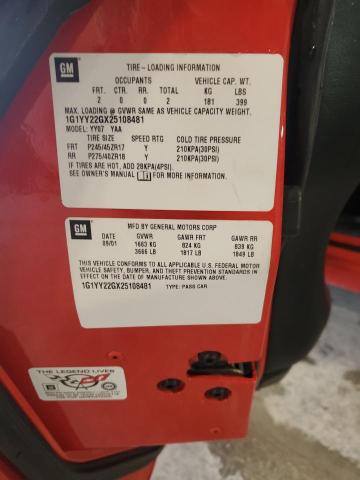 GM
TIRE-LOADING INFORMATION
OCCUPANTS VEHICLE CAP. WT.
FRT. CTR. RR. TOTAL KG LBS
2 0 0 2 181 399
MAX. LOADING @ GVWR SAME AS VEHICLE CAPACITY WEIGHT.
1G1YY22GX25108481
MODEL: YY07 YAA
TIRE SIZE SPEED RTG COLD TIRE PRESSURE
FRT P245/45ZR17 Y 210KPA(30PSI)
RR P275/40ZR18 Y 210KPA(30PSI)
IF TIRES ARE HOT, ADD 28KPA(4PSI)
SEE OWNER'S MANUAL FOR MORE INFORMATION.
GM
MFD BY GENERAL MOTORS CORP
DATE GVWR GAWR FRT GAWR RR
09/01 1663 KG 824 KG 839 KG
3666 LB 1817 LB 1849 LB
THIS VEHICLE CONFORMS TO ALL APPLICABLE U.S. FEDERAL MOTOR
VEHICLE SAFETY, BUMPER, AND THEFT PREVENTION STANDARDS IN
EFFECT ON THE DATE OF MANUFACTURE SHOWN ABOVE.
1G1YY22GX25108481 TYPE: PASS CAR
THE LEGEND LIVES